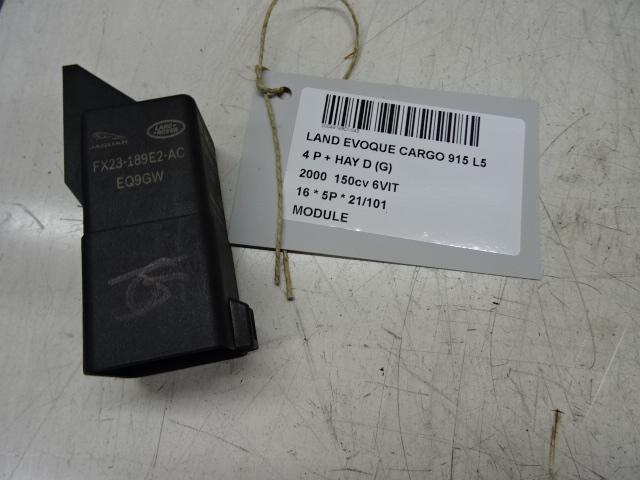 JAGUAR
LAND-
ROVER
FX23-189E2-AC
EQ9GW
LAND EVOQUE CARGO 915 L5
4 P + HAY D (G)
2000 150cv 6VIT
16 * 5P * 21/101
MODULE